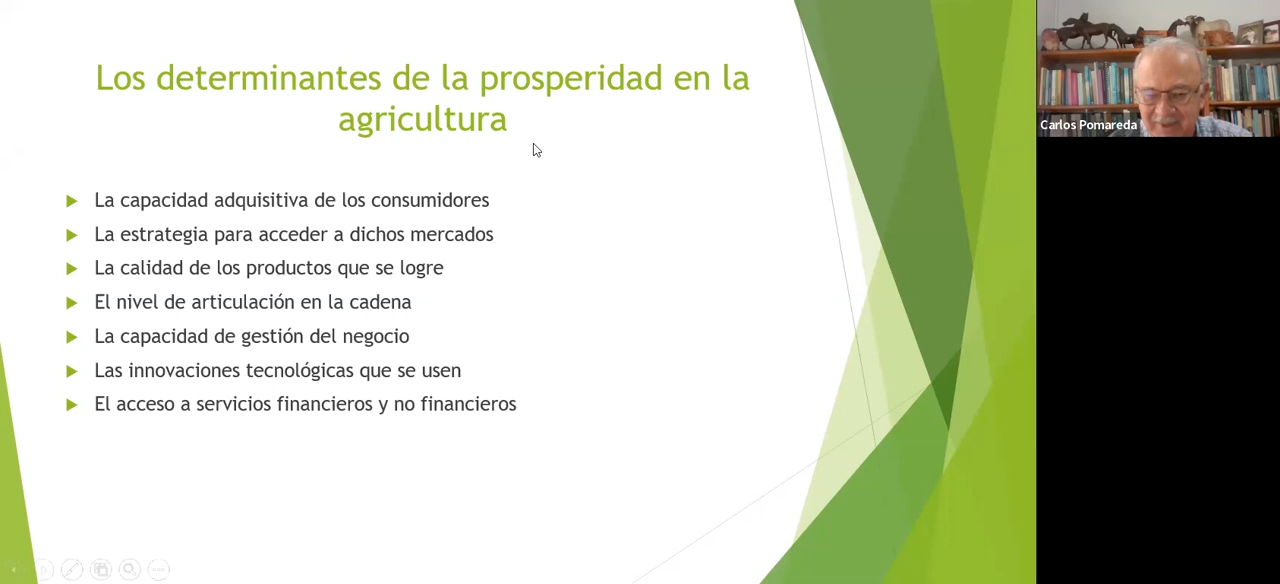 Los determinantes de la prosperidad en la
agricultura
La capacidad adquisitiva de los consumidores
La estrategia para acceder a dichos mercados
La calidad de los productos que se logre
El nivel de articulación en la cadena
La capacidad de gestión del negocio
Las innovaciones tecnológicas que se usen
El acceso a servicios financieros y no financieros
Carlos Pomareda